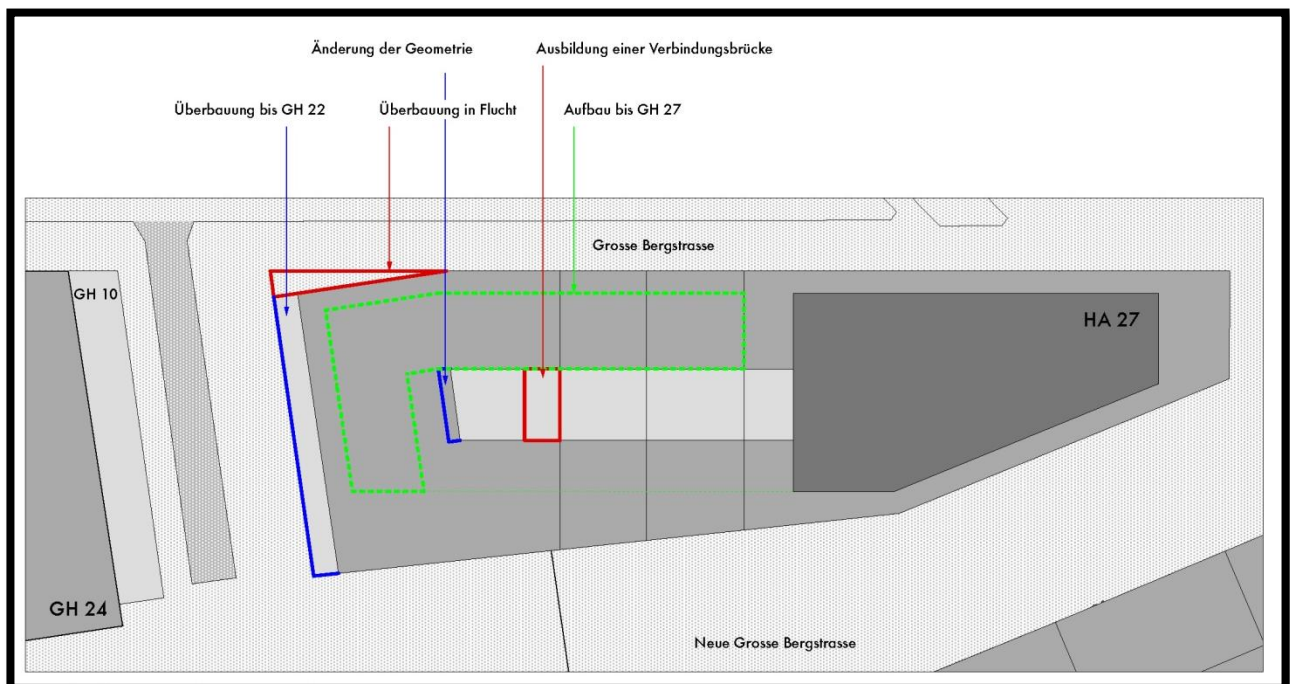 Änderung der Geometrie
Ausbildung einer Verbindungsbrücke
Überbauung bis GH 22
Überbauung in Flucht
Aufbau bis GH 27
Grosse Bergstrasse
GH 10
HA 27
GH 24
Neue Grosse Bergstrasse